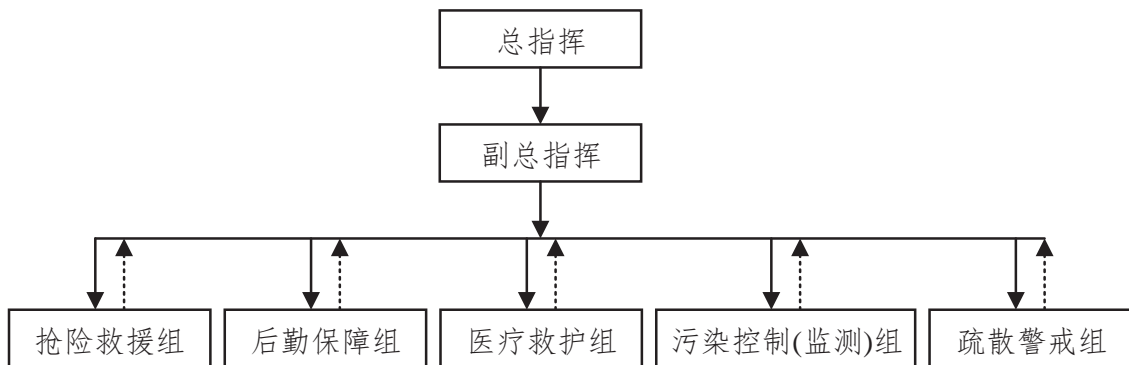 总指挥
副总指挥
抢险救援组
后勤保障组
医疗救护组
污染控制(监测)组
疏散警戒组